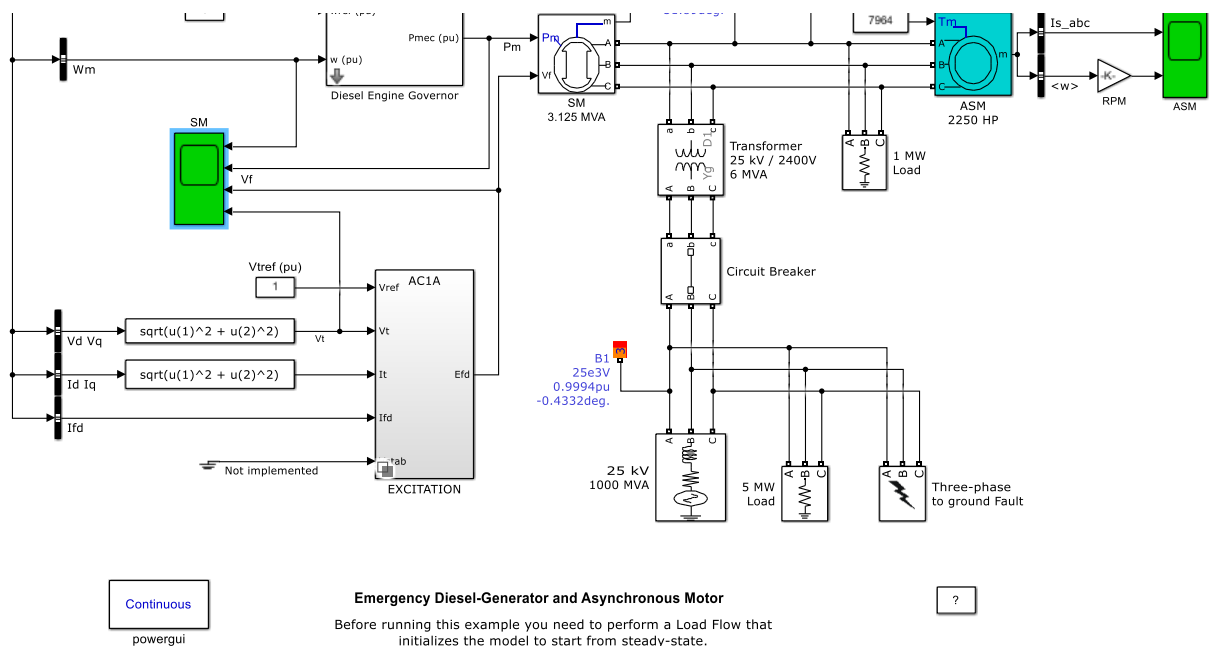 7964
Tm
Is_abc
m
Pmec (pu)
Pm
Pm
A
A
w (pu)
Wm
B
B
m
Vf
-K-
C
C
<w>
RPM
Diesel Engine Governor
SM
3.125 MVA
ASM
2250 HP
ASM
SM
a b c
D1
Yg
A B C
Transformer
25 kV / 2400V
6 MVA
A B C
1 MW
Load
Vf
a b c
A B C
Circuit Breaker
Vtref (pu)
1
AC1A
Vref
sqrt(u(1)^2 + u(2)^2)
Vt
Vt
Vd Vq
sqrt(u(1)^2 + u(2)^2)
It
Efd
Id Iq
Ifd
Ifd
Not implemented
EXCITATION
3
B1
25e3V
0.9994pu
-0.4332deg.
A B C
25 kV
1000 MVA
A B C
5 MW
Load
A B C
Three-phase
to ground Fault
Continuous
powergui
Emergency Diesel-Generator and Asynchronous Motor
?
Before running this example you need to perform a Load Flow that
initializes the model to start from steady-state.